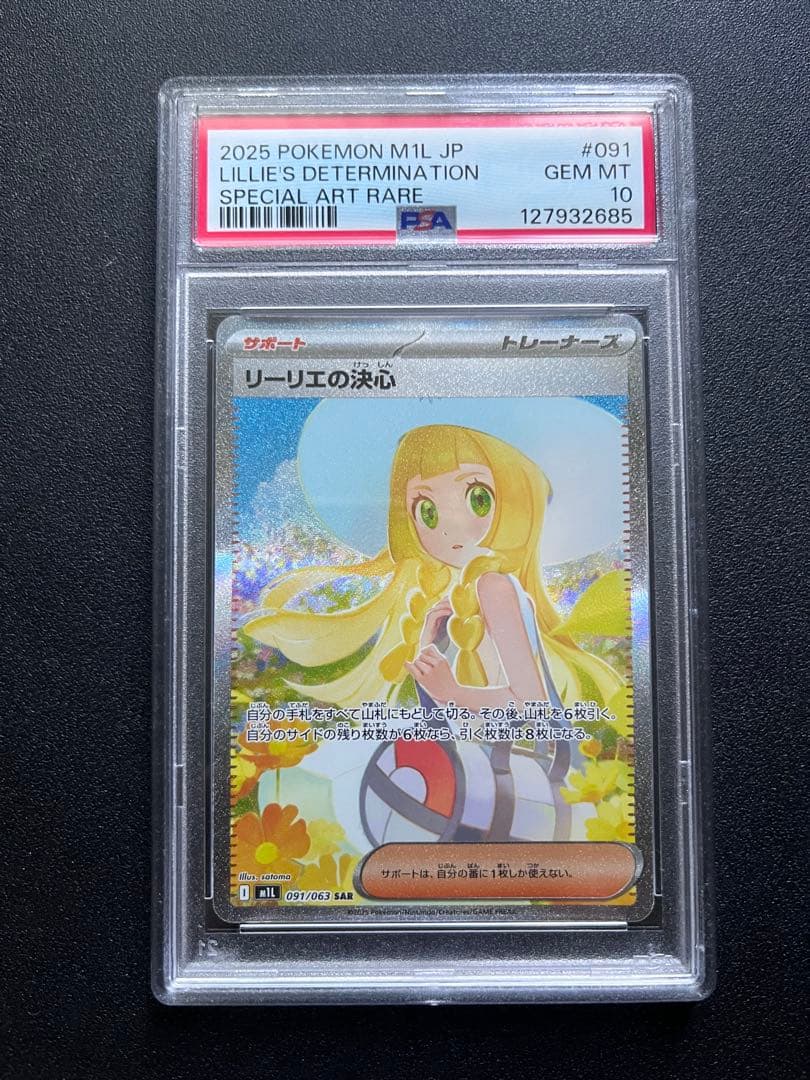 2025 POKEMON M1L JP #091
LILLIE'S DETERMINATION GEM MT
SPECIAL ART RARE 10
PSA 127932685
サポート トレーナーズ
リーリエの決心
けっしん
自分の手札をすべて山札にもどして切る。その後、山札を6枚引く。
自分のサイドの残り枚数が6枚なら、引く枚数は8枚になる。
サポートは、自分の番に1枚しか使えない。
Illus. satoma
I m1L 091/063 SAR
©2025 Pokémon/Nintendo/Creatures/GAME FREAK